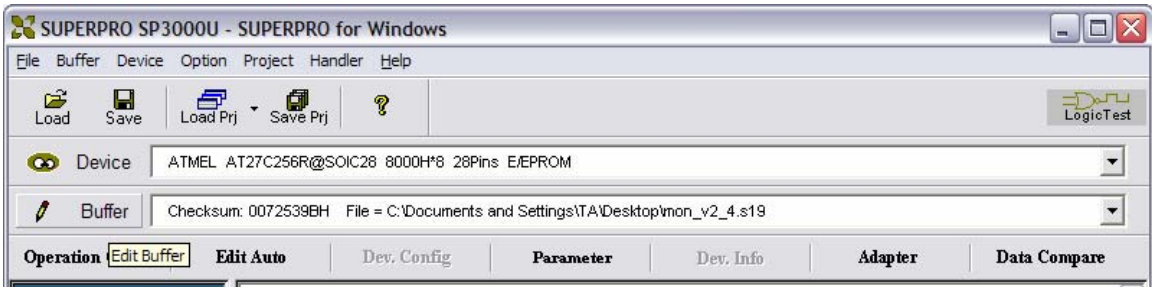 SUPERPRO SP3000U - SUPERPRO for Windows
File Buffer Device Option Project Handler Help
Load Save Load Prj Save Prj ? LogicTest
Device ATMEL AT27C256R@SOIC28 8000H*8 28Pins E/EPROM
Buffer Checksum: 0072539BH File = C:\Documents and Settings\TA\Desktop\mon_v2_4.s19
Operation Edit Buffer Edit Auto Dev. Config Parameter Dev. Info Adapter Data Compare